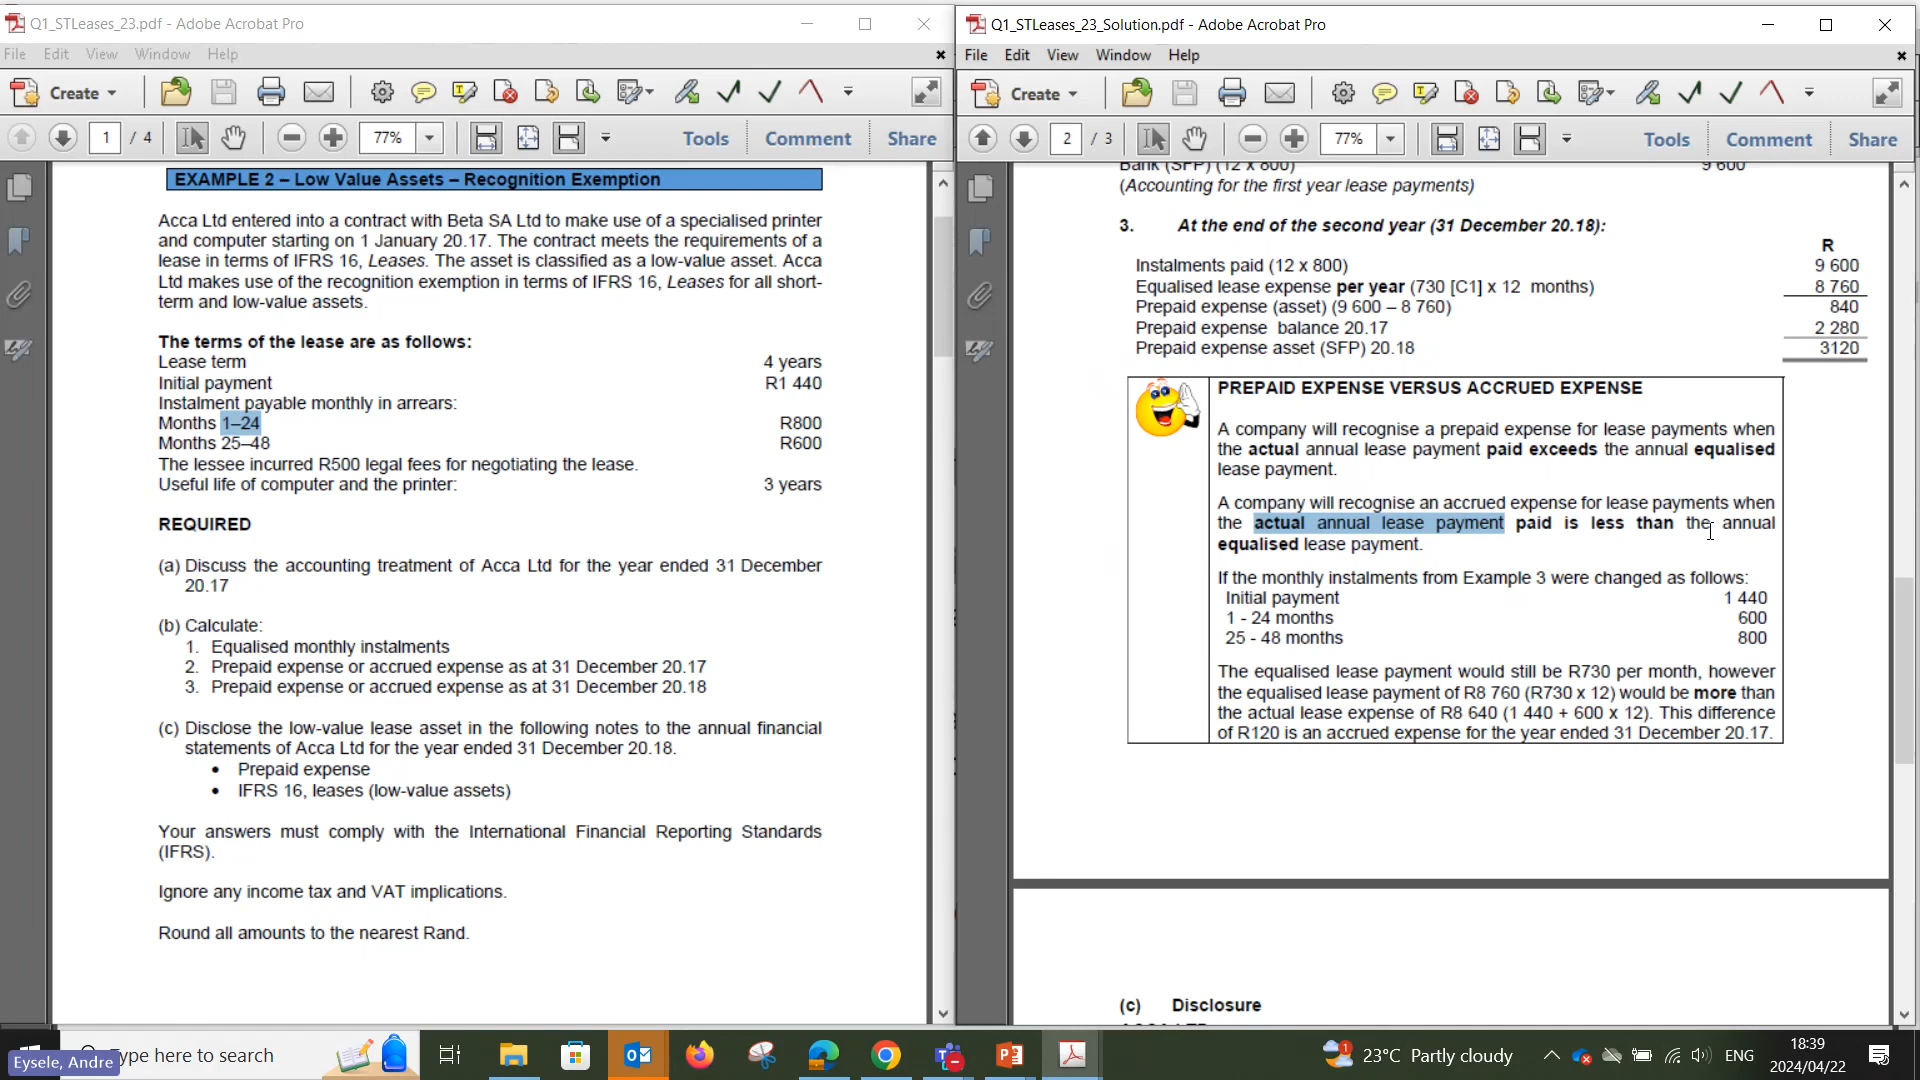 Q1_STLeases_23.pdf - Adobe Acrobat Pro
File Edit View Window Help
Create
1 / 4
77%
Tools
Comment
Share
EXAMPLE 2 – Low Value Assets – Recognition Exemption
Acca Ltd entered into a contract with Beta SA Ltd to make use of a specialised printer
and computer starting on 1 January 20.17. The contract meets the requirements of a
lease in terms of IFRS 16, Leases. The asset is classified as a low-value asset. Acca
Ltd makes use of the recognition exemption in terms of IFRS 16, Leases for all short-
term and low-value assets.
The terms of the lease are as follows:
Lease term 4 years
Initial payment R1 440
Instalment payable monthly in arrears:
Months 1–24 R800
Months 25–48 R600
The lessee incurred R500 legal fees for negotiating the lease.
Useful life of computer and the printer: 3 years
REQUIRED
(a) Discuss the accounting treatment of Acca Ltd for the year ended 31 December
20.17
(b) Calculate:
1. Equalised monthly instalments
2. Prepaid expense or accrued expense as at 31 December 20.17
3. Prepaid expense or accrued expense as at 31 December 20.18
(c) Disclose the low-value lease asset in the following notes to the annual financial
statements of Acca Ltd for the year ended 31 December 20.18.
• Prepaid expense
• IFRS 16, leases (low-value assets)
Your answers must comply with the International Financial Reporting Standards
(IFRS).
Ignore any income tax and VAT implications.
Round all amounts to the nearest Rand.
Q1_STLeases_23_Solution.pdf - Adobe Acrobat Pro
File Edit View Window Help
Create
2 / 3
77%
Tools
Comment
Share
Bank (SFP) (12 x 800) 9 600
(Accounting for the first year lease payments)
3. At the end of the second year (31 December 20.18):
R
Instalments paid (12 x 800) 9 600
Equalised lease expense per year (730 [C1] x 12 months) 8 760
Prepaid expense (asset) (9 600 – 8 760) 840
Prepaid expense balance 20.17 2 280
Prepaid expense asset (SFP) 20.18 3120
PREPAID EXPENSE VERSUS ACCRUED EXPENSE
A company will recognise a prepaid expense for lease payments when
the actual annual lease payment paid exceeds the annual equalised
lease payment.
A company will recognise an accrued expense for lease payments when
the actual annual lease payment paid is less than the annual
equalised lease payment.
If the monthly instalments from Example 3 were changed as follows:
Initial payment 1 440
1 - 24 months 600
25 - 48 months 800
The equalised lease payment would still be R730 per month, however
the equalised lease payment of R8 760 (R730 x 12) would be more than
the actual lease expense of R8 640 (1 440 + 600 x 12). This difference
of R120 is an accrued expense for the year ended 31 December 20.17.
(c) Disclosure
Eysele, Andre
Type here to search
23°C Partly cloudy
ENG
18:39
2024/04/22